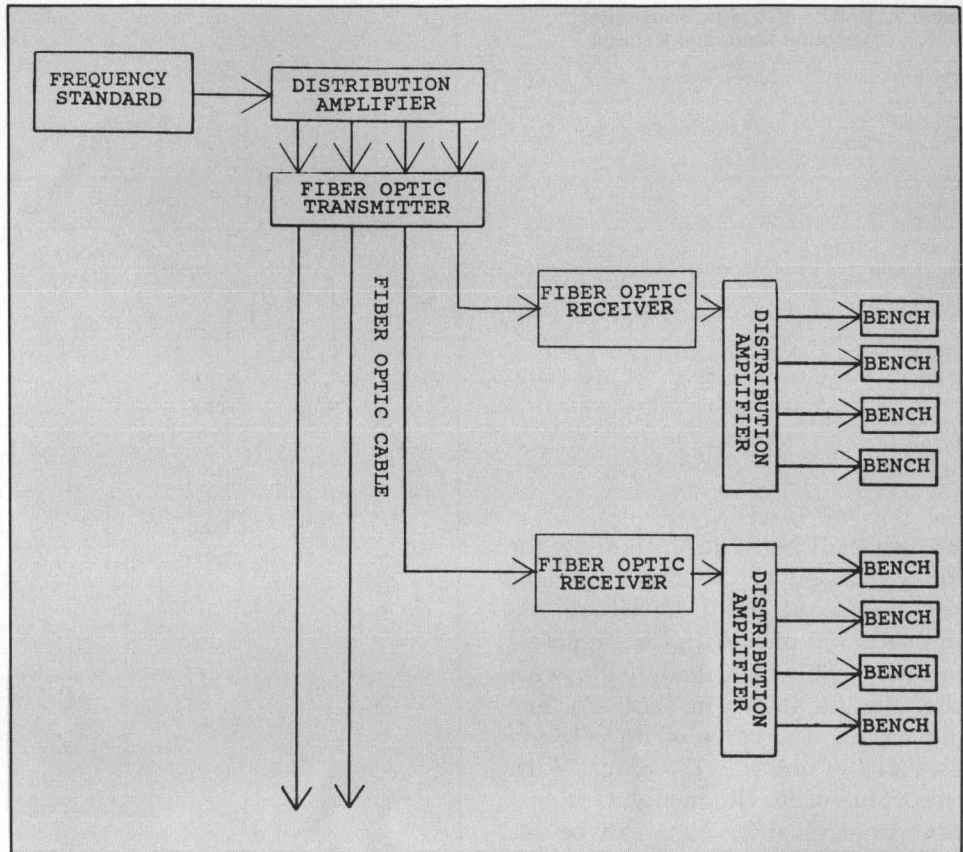 FREQUENCY
STANDARD
DISTRIBUTION
AMPLIFIER
FIBER OPTIC
TRANSMITTER
FIBER OPTIC CABLE
FIBER OPTIC
RECEIVER
DISTRIBUTION
AMPLIFIER
BENCH
BENCH
BENCH
BENCH
FIBER OPTIC
RECEIVER
DISTRIBUTION
AMPLIFIER
BENCH
BENCH
BENCH
BENCH